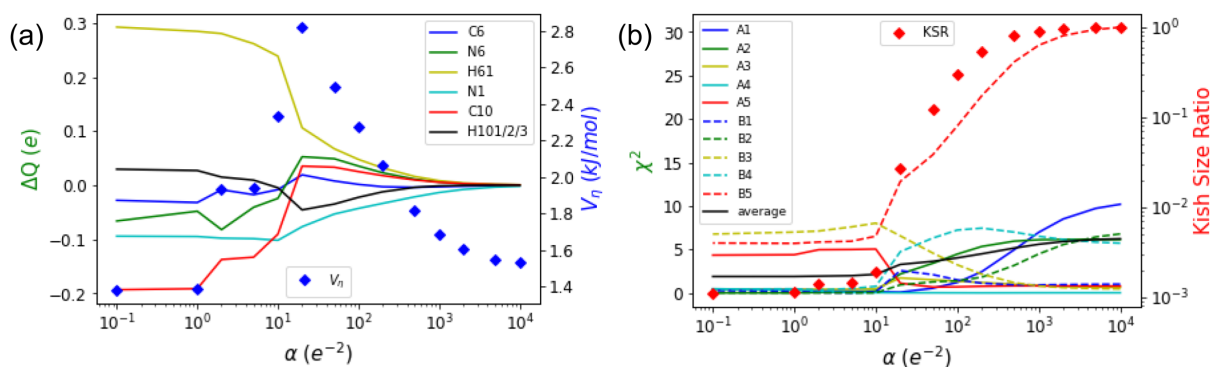 (a)
0.3
0.2
0.1
0.0
−0.1
−0.2
ΔQ (e)
C6
N6
H61
N1
C10
H101/2/3
V_η
2.8
2.6
2.4
2.2
2.0
1.8
1.6
1.4
V_η (kJ/mol)
10⁻¹ 10⁰ 10¹ 10² 10³ 10⁴
α (e⁻²)
(b)
30
25
20
15
10
5
0
χ²
A1
A2
A3
A4
A5
B1
B2
B3
B4
B5
average
KSR
10⁰
10⁻¹
10⁻²
10⁻³
Kish Size Ratio
10⁻¹ 10⁰ 10¹ 10² 10³ 10⁴
α (e⁻²)